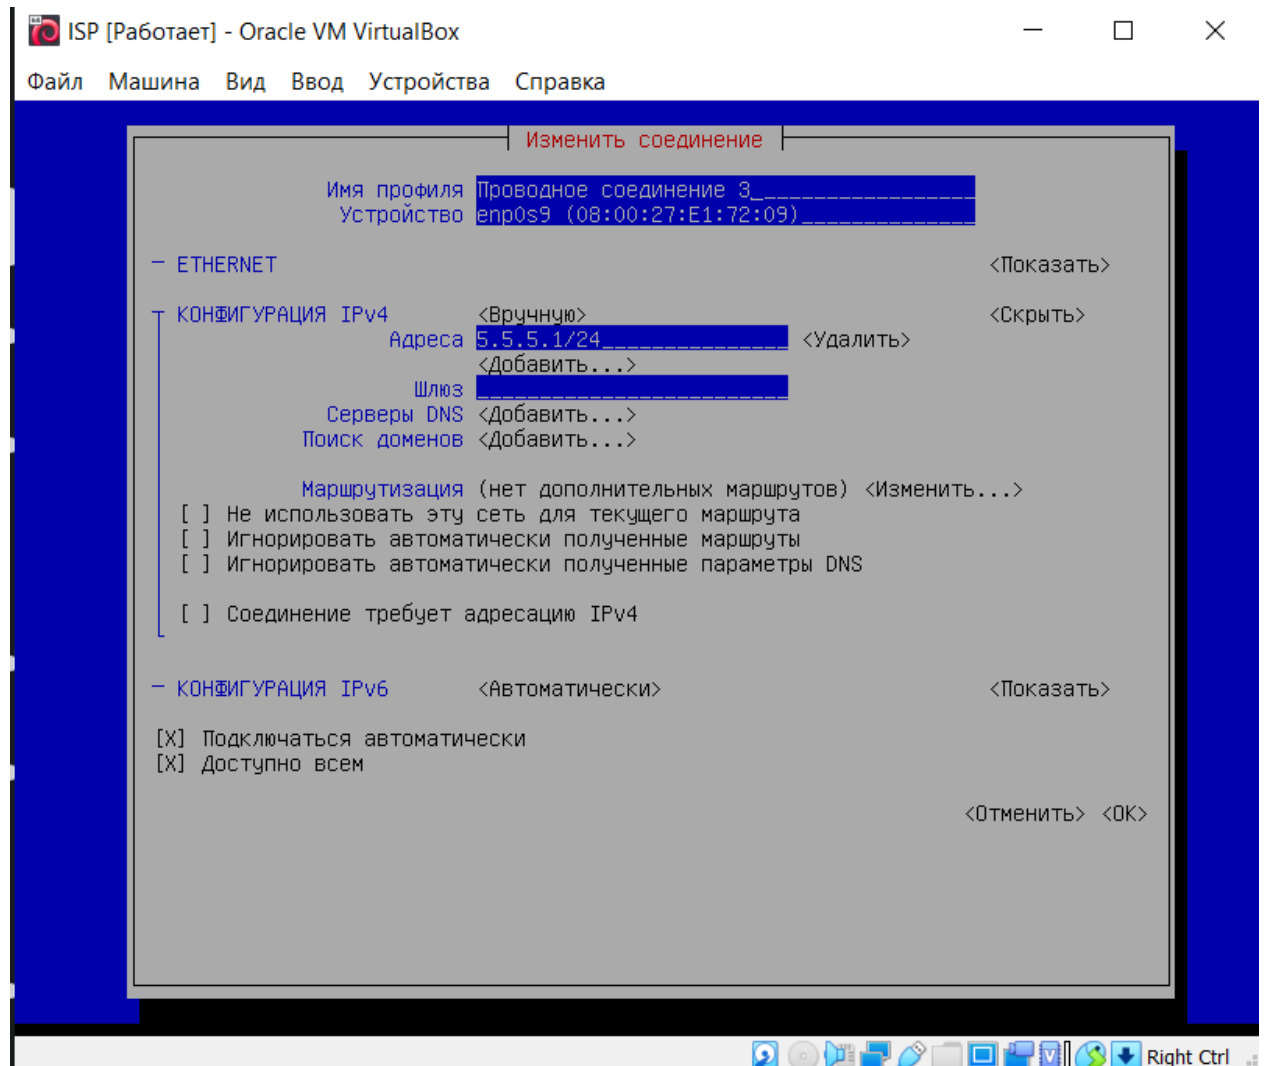 ISP [Работает] - Oracle VM VirtualBox
Файл Машина Вид Ввод Устройства Справка
Изменить соединение
Имя профиля Проводное соединение 3_
Устройство enp0s9 (08:00:27:E1:72:09)
ETHERNET <Показать>
КОНФИГУРАЦИЯ IPv4 <Вручную> <Скрыть>
Адреса 5.5.5.1/24 <Удалить>
<Добавить...>
Шлюз
Серверы DNS <Добавить...>
Поиск доменов <Добавить...>
Маршрутизация (нет дополнительных маршрутов) <Изменить...>
[ ] Не использовать эту сеть для текущего маршрута
[ ] Игнорировать автоматически полученные маршруты
[ ] Игнорировать автоматически полученные параметры DNS
[ ] Соединение требует адресацию IPv4
КОНФИГУРАЦИЯ IPv6 <Автоматически> <Показать>
[X] Подключаться автоматически
[X] Доступно всем
<Отменить> <OK>
Right Ctrl